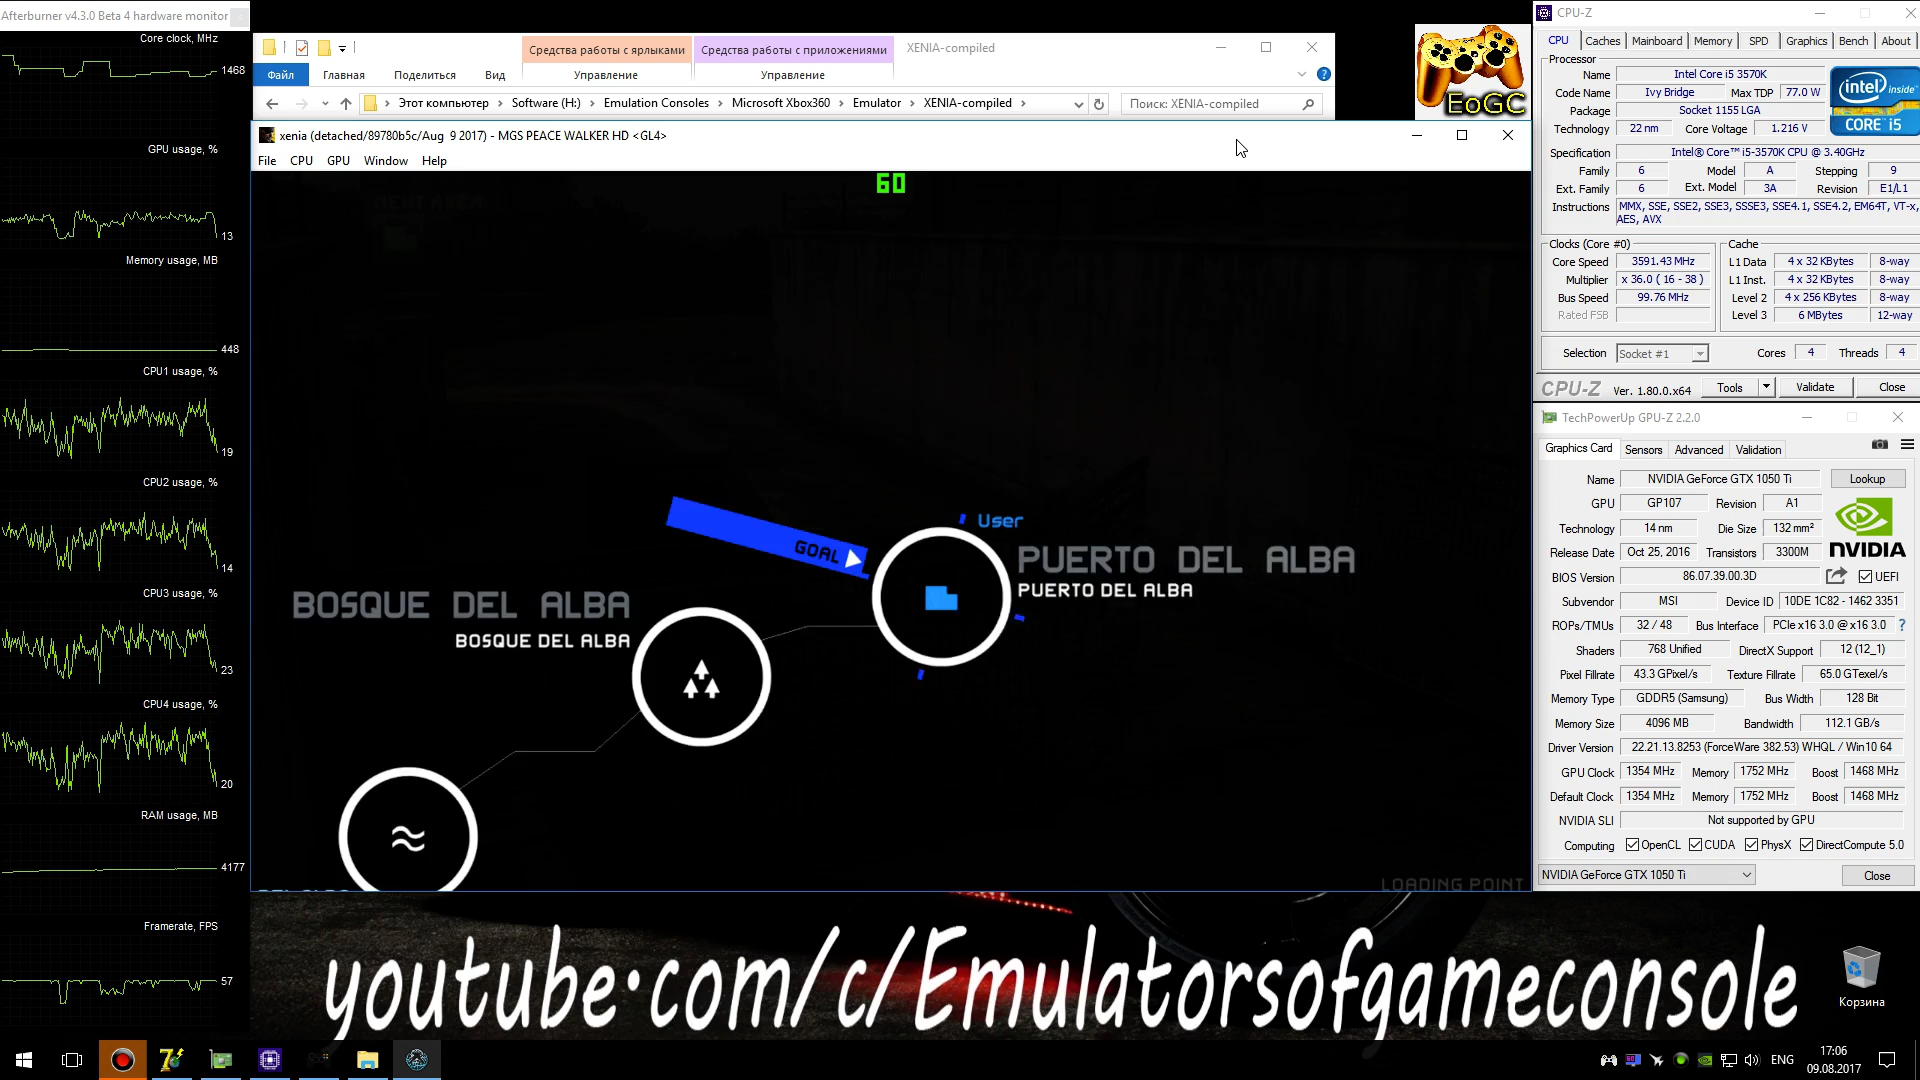 Afterburner v4.3.0 Beta 4 hardware monitor
Core clock, MHz
1468
GPU usage, %
13
Memory usage, MB
448
CPU1 usage, %
19
CPU2 usage, %
14
CPU3 usage, %
23
CPU4 usage, %
20
RAM usage, MB
4177
Framerate, FPS
57
Средства работы с ярлыками
Средства работы с приложениями
XENIA-compiled
Файл
Главная
Поделиться
Вид
Управление
Управление
Этот компьютер > Software (H:) > Emulation Consoles > Microsoft Xbox360 > Emulator > XENIA-compiled >
Поиск: XENIA-compiled
EoGC
xenia (detached/89780b5c/Aug 9 2017) - MGS PEACE WALKER HD <GL4>
File CPU GPU Window Help
60
User
GOAL
PUERTO DEL ALBA
PUERTO DEL ALBA
BOSQUE DEL ALBA
BOSQUE DEL ALBA
LOADING POINT
youtube.com/c/Emulatorsofgameconsole
CPU-Z
CPU Caches Mainboard Memory SPD Graphics Bench About
Processor
Name Intel Core i5 3570K
Code Name Ivy Bridge Max TDP 77.0 W
Package Socket 1155 LGA
Technology 22 nm Core Voltage 1.216 V
intel inside™
CORE i5
Specification Intel® Core™ i5-3570K CPU @ 3.40GHz
Family 6 Model A Stepping 9
Ext. Family 6 Ext. Model 3A Revision E1/L1
Instructions MMX, SSE, SSE2, SSE3, SSSE3, SSE4.1, SSE4.2, EM64T, VT-x,
AES, AVX
Clocks (Core #0)
Core Speed 3591.43 MHz
Multiplier x 36.0 ( 16 - 38 )
Bus Speed 99.76 MHz
Rated FSB
Cache
L1 Data 4 x 32 KBytes 8-way
L1 Inst. 4 x 32 KBytes 8-way
Level 2 4 x 256 KBytes 8-way
Level 3 6 MBytes 12-way
Selection Socket #1 Cores 4 Threads 4
CPU-Z Ver. 1.80.0.x64 Tools Validate Close
TechPowerUp GPU-Z 2.2.0
Graphics Card Sensors Advanced Validation
Name NVIDIA GeForce GTX 1050 Ti Lookup
GPU GP107 Revision A1
Technology 14 nm Die Size 132 mm²
Release Date Oct 25, 2016 Transistors 3300M
NVIDIA
BIOS Version 86.07.39.00.3D UEFI
Subvendor MSI Device ID 10DE 1C82 - 1462 3351
ROPs/TMUs 32 / 48 Bus Interface PCIe x16 3.0 @ x16 3.0 ?
Shaders 768 Unified DirectX Support 12 (12_1)
Pixel Fillrate 43.3 GPixel/s Texture Fillrate 65.0 GTexel/s
Memory Type GDDR5 (Samsung) Bus Width 128 Bit
Memory Size 4096 MB Bandwidth 112.1 GB/s
Driver Version 22.21.13.8253 (ForceWare 382.53) WHQL / Win10 64
GPU Clock 1354 MHz Memory 1752 MHz Boost 1468 MHz
Default Clock 1354 MHz Memory 1752 MHz Boost 1468 MHz
NVIDIA SLI Not supported by GPU
Computing OpenCL CUDA PhysX DirectCompute 5.0
NVIDIA GeForce GTX 1050 Ti Close
Корзина
ENG
17:06
09.08.2017